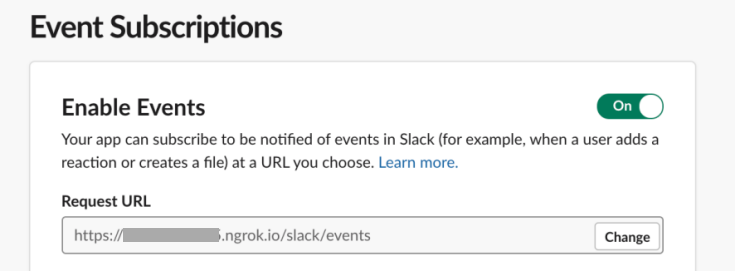 Event Subscriptions
Enable Events
On
Your app can subscribe to be notified of events in Slack (for example, when a user adds a
reaction or creates a file) at a URL you choose. Learn more.
Request URL
https:// .ngrok.io/slack/events
Change